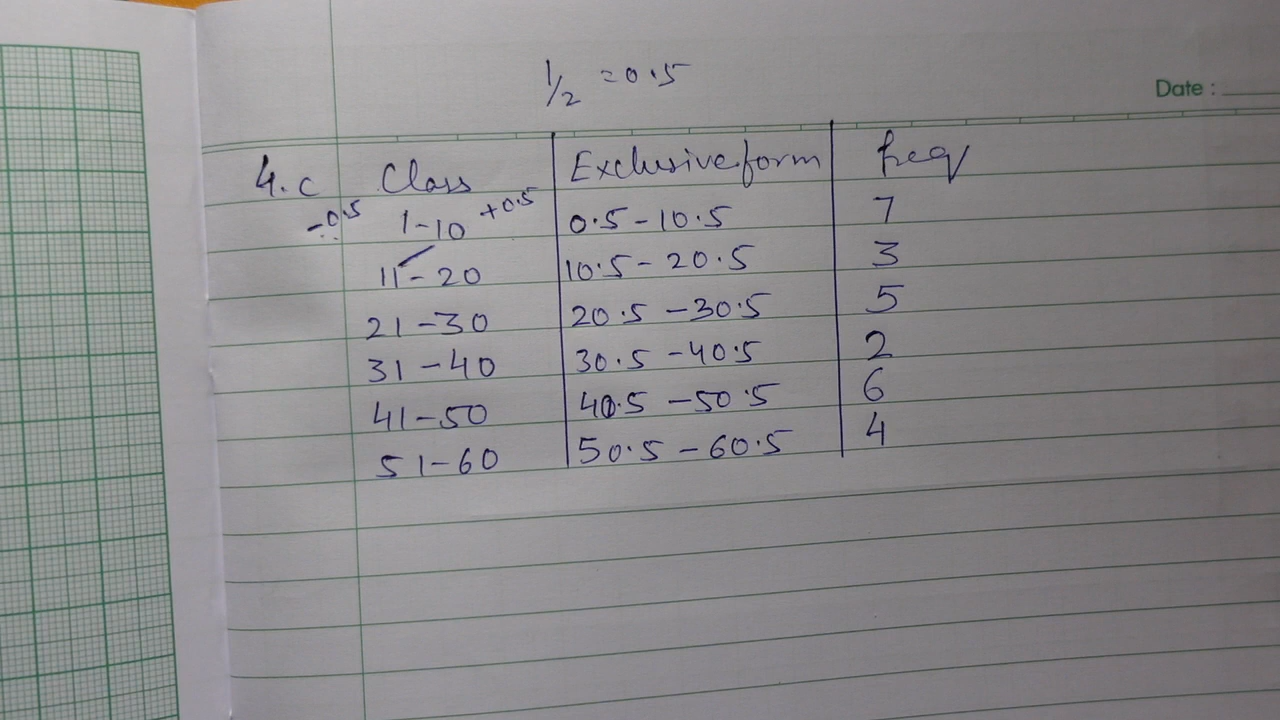 1/2 = 0.5
Date :
4. c Class Exclusive form freq
-0.5 1-10 +0.5 0.5-10.5 7
11-20 10.5-20.5 3
21-30 20.5-30.5 5
31-40 30.5-40.5 2
41-50 40.5-50.5 6
51-60 50.5-60.5 4